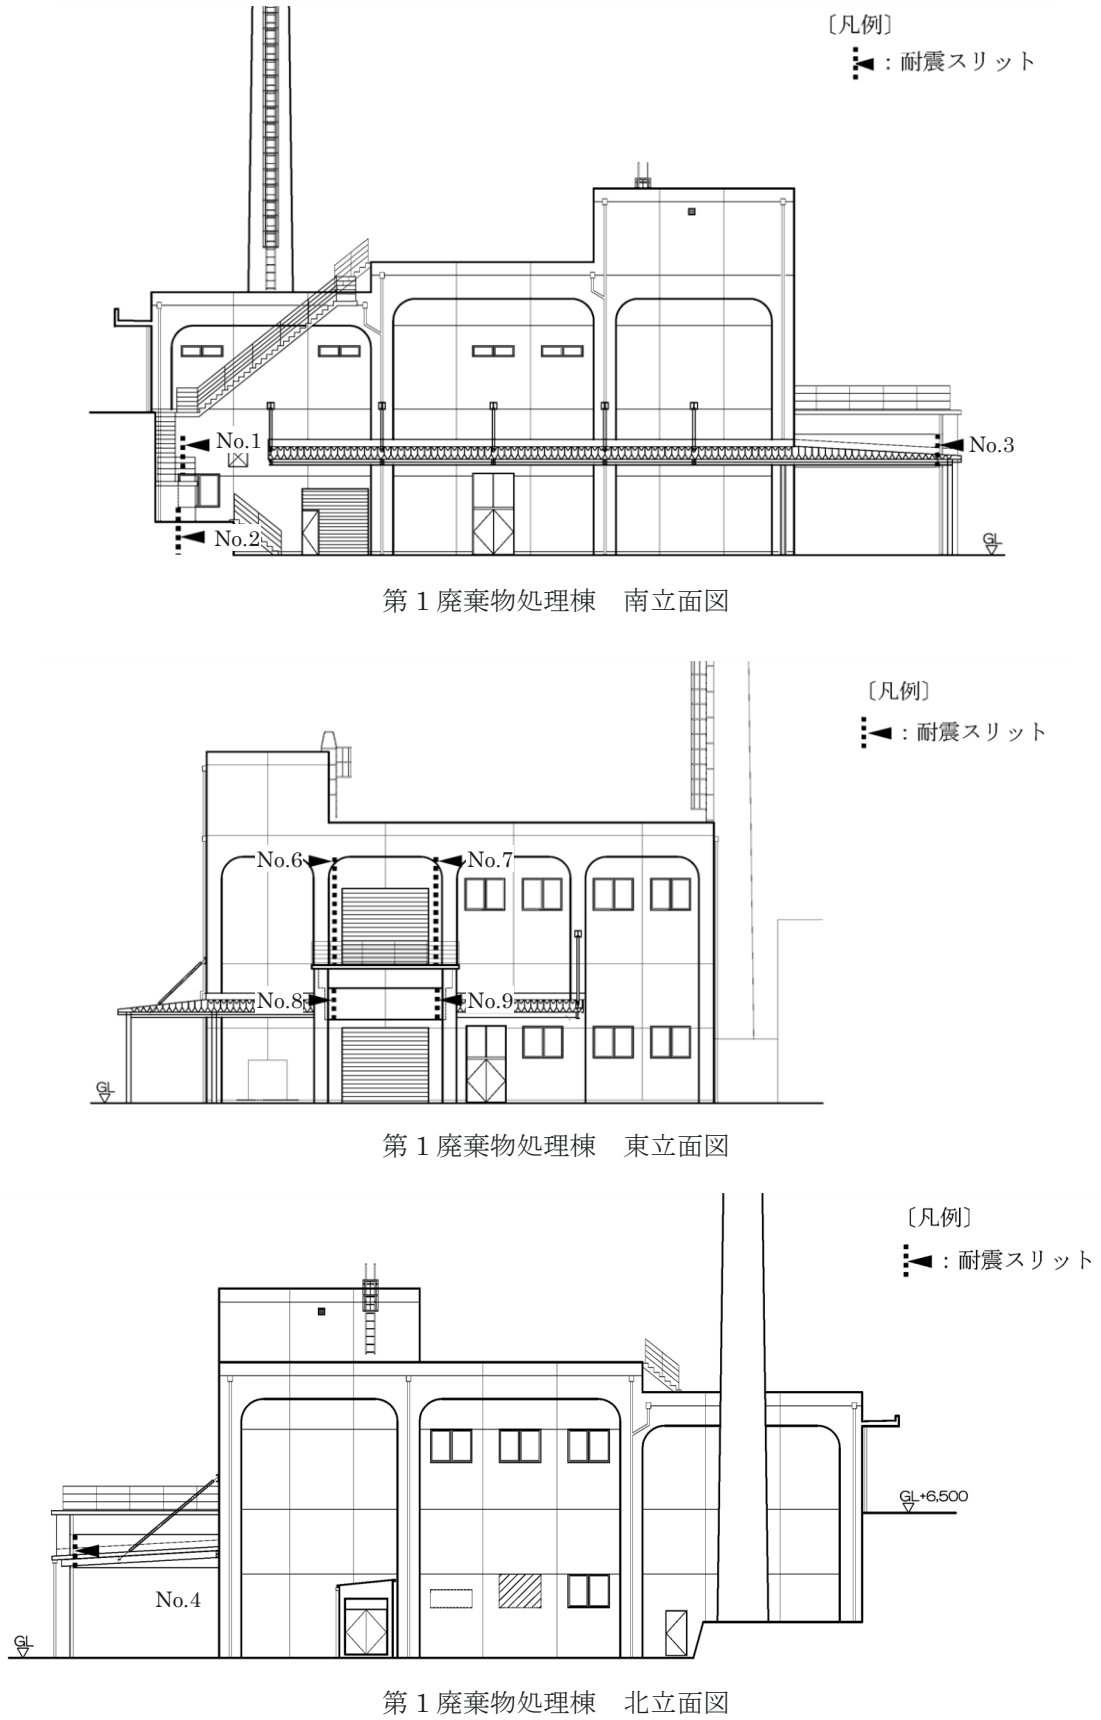 〔凡例〕
：耐震スリット
No.1
No.3
No.2
GL
第1廃棄物処理棟　南立面図
〔凡例〕
：耐震スリット
No.6
No.7
No.8
No.9
GL
第1廃棄物処理棟　東立面図
〔凡例〕
：耐震スリット
GL+6,500
No.4
GL
第1廃棄物処理棟　北立面図